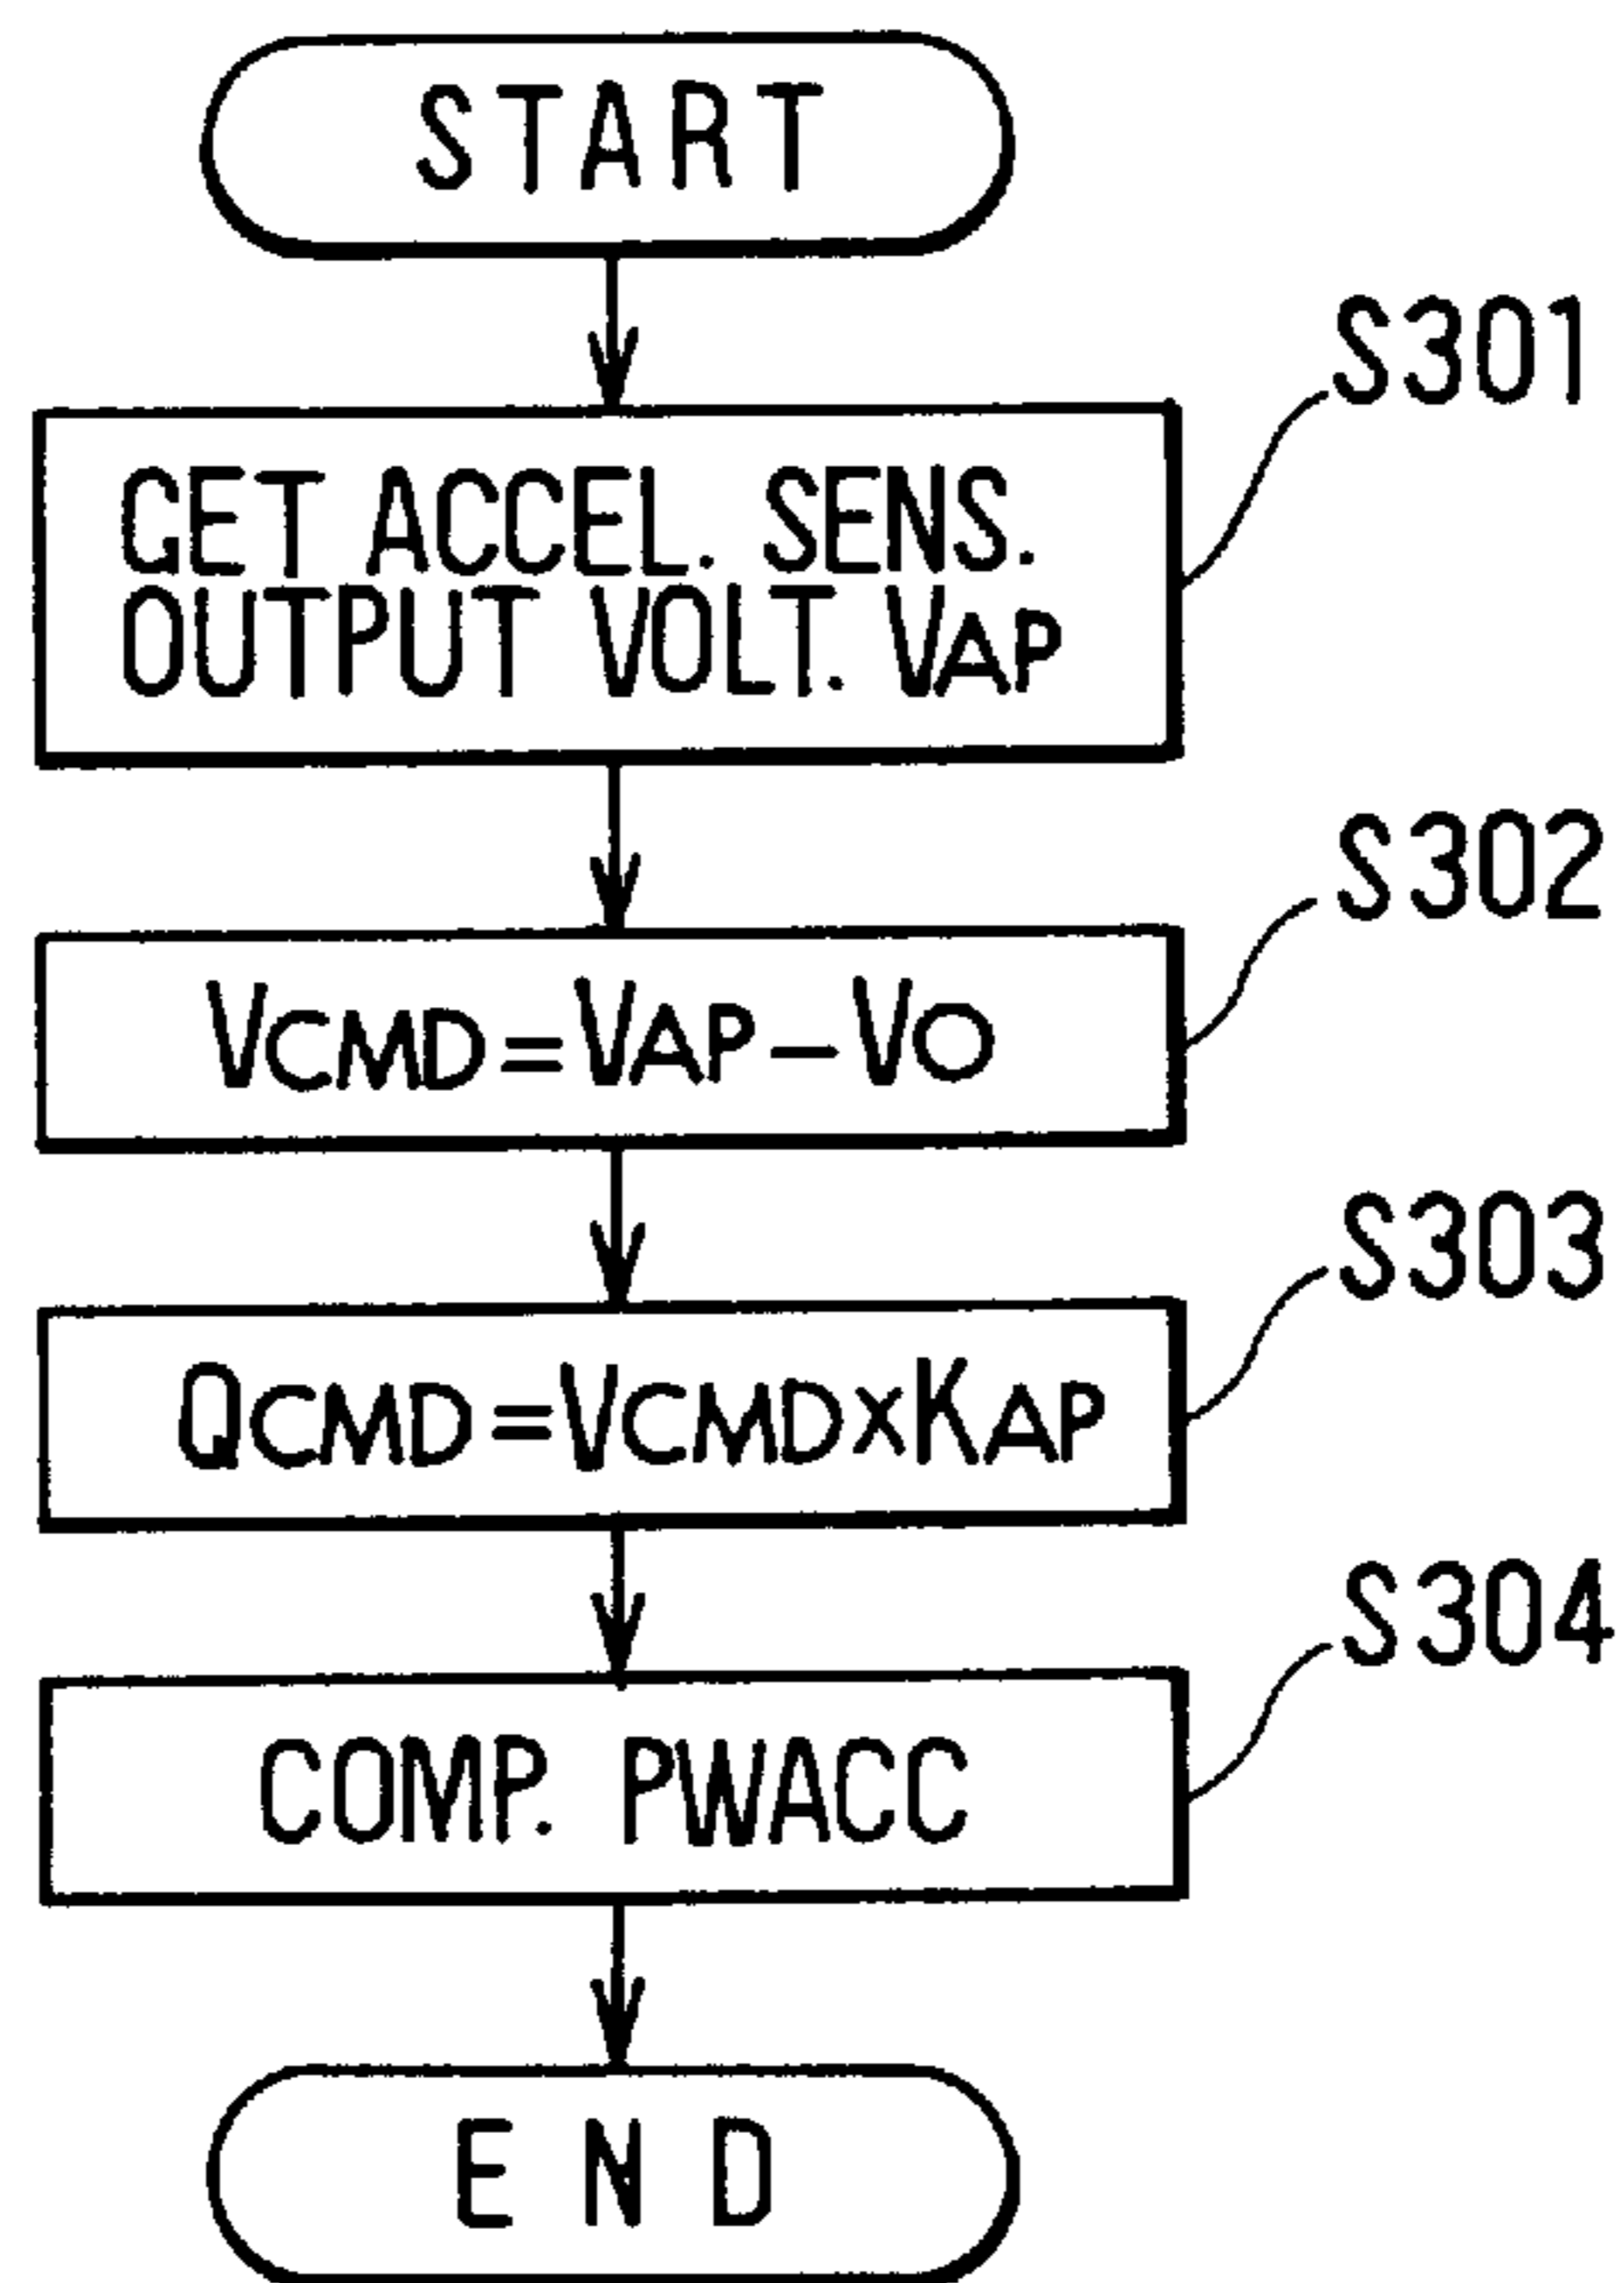 START
S301
GET ACCEL. SENS.
OUTPUT VOLT. VAP
S302
VCMD=VAP-VO
S303
QCMD=VCMDxKAP
S304
COMP. PWACC
END